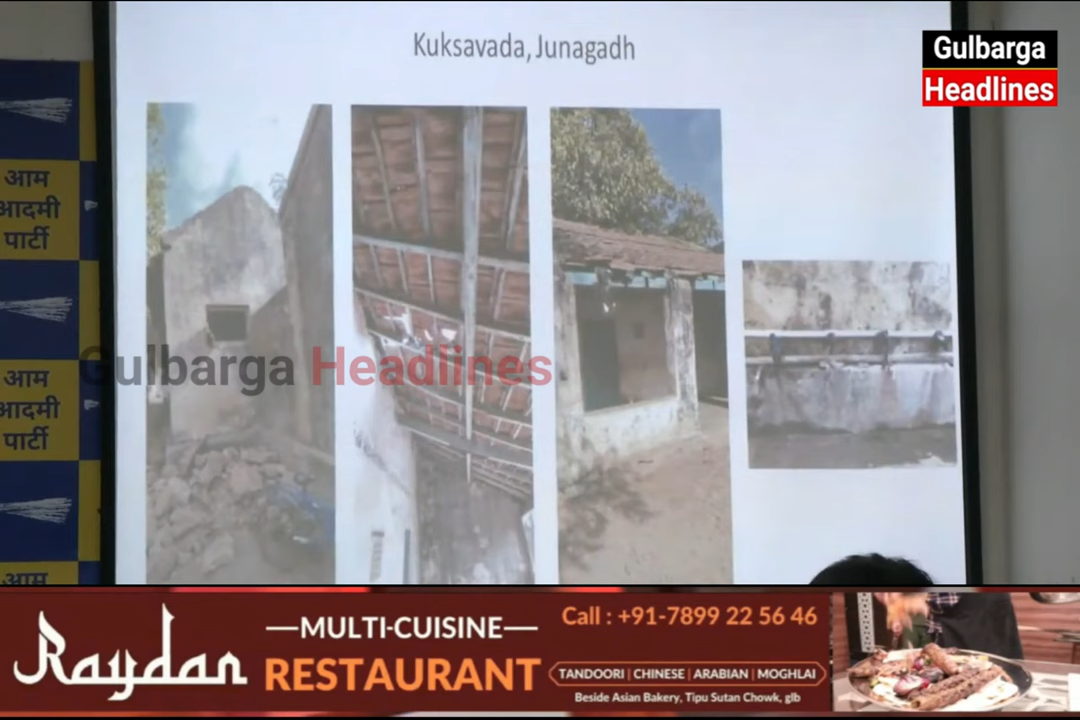 Kuksavada, Junagadh
Gulbarga
Headlines
आम
आदमी
पार्टी
Gulbarga Headlines
आम
आदमी
पार्टी
आम
Raydan
—MULTI-CUISINE—
RESTAURANT
Call : +91-7899 22 56 46
TANDOORI | CHINESE | ARABIAN | MOGHLAI
Beside Asian Bakery, Tipu Sutan Chowk, glb